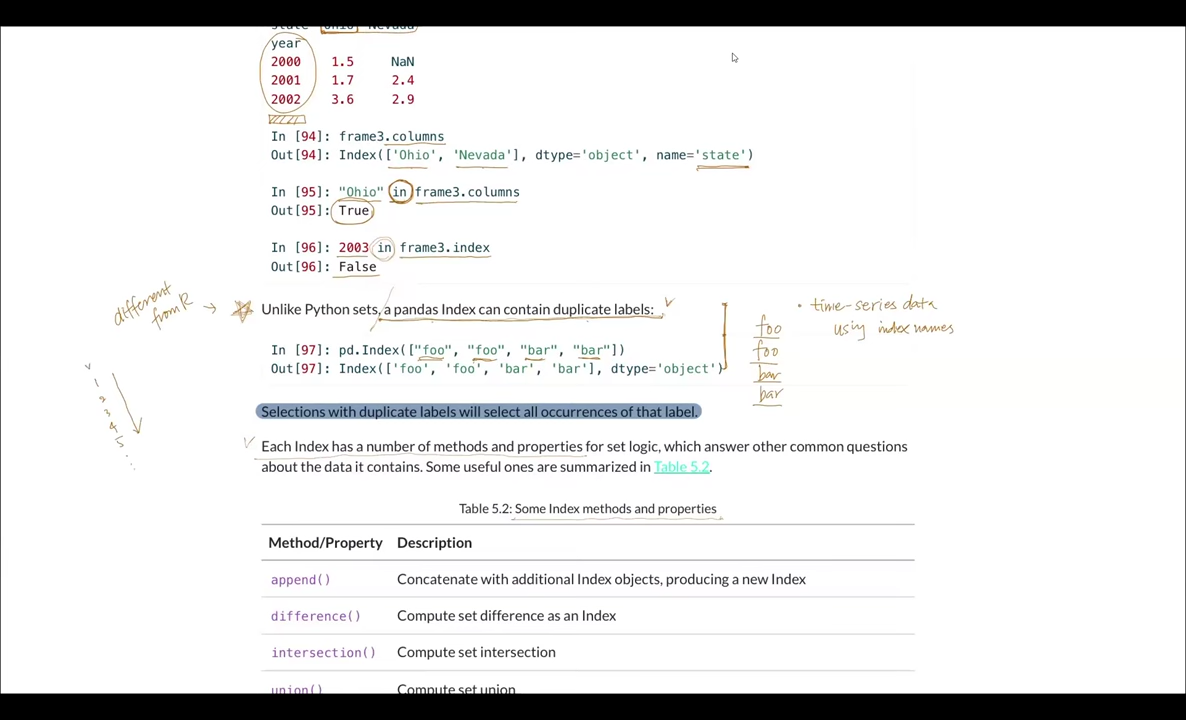 state Ohio Nevada
year
2000 1.5 NaN
2001 1.7 2.4
2002 3.6 2.9
In [94]: frame3.columns
Out[94]: Index(['Ohio', 'Nevada'], dtype='object', name='state')
In [95]: "Ohio" in frame3.columns
Out[95]: True
In [96]: 2003 in frame3.index
Out[96]: False
different
from R
Unlike Python sets, a pandas Index can contain duplicate labels:
• time-series data
using index names
In [97]: pd.Index(["foo", "foo", "bar", "bar"])
Out[97]: Index(['foo', 'foo', 'bar', 'bar'], dtype='object')
foo
foo
bar
bar
1
2
3
4
5
Selections with duplicate labels will select all occurrences of that label.
Each Index has a number of methods and properties for set logic, which answer other common questions
about the data it contains. Some useful ones are summarized in Table 5.2.
Table 5.2: Some Index methods and properties
Method/Property Description
append() Concatenate with additional Index objects, producing a new Index
difference() Compute set difference as an Index
intersection() Compute set intersection
union() Compute set union